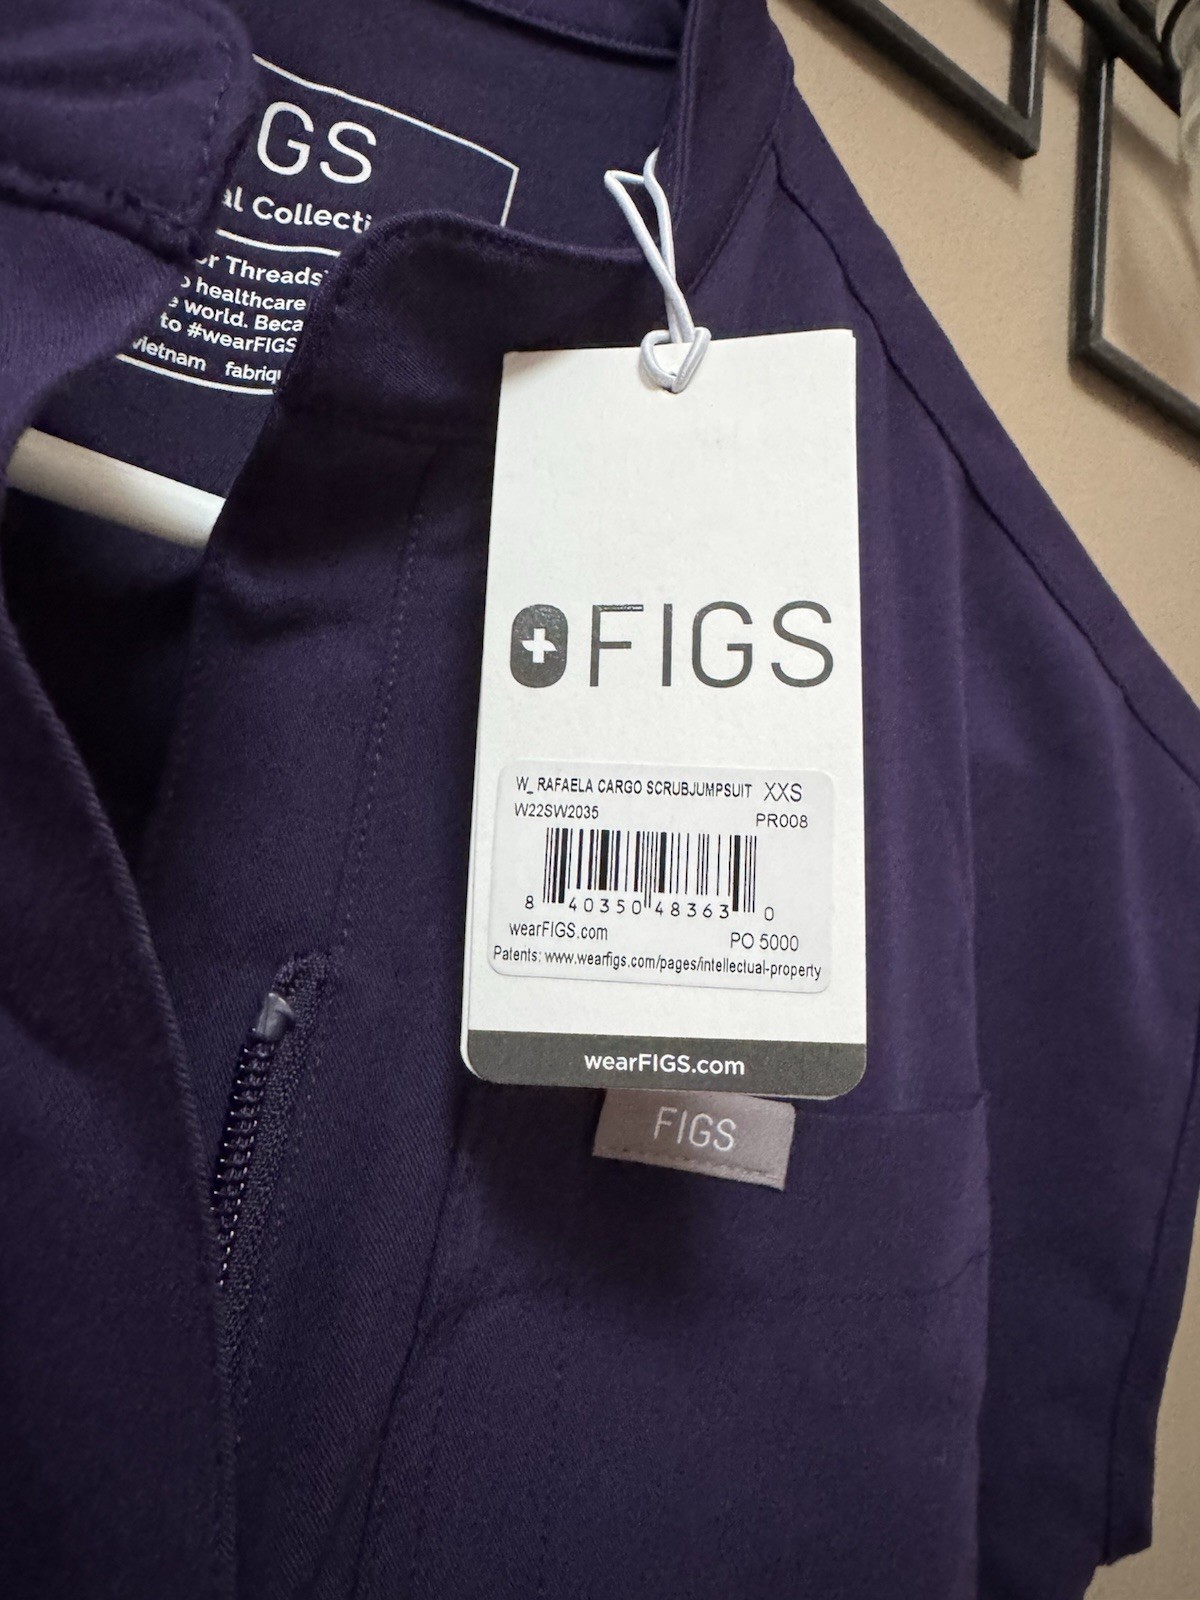 GS
Collecti
Threads
healthcare
world. Beca
to #wearFIGS
Vietnam fabriqu
FIGS
W_ RAFAELA CARGO SCRUBJUMPSUIT XXS
W22SW2035 PR008
8 40350 48363 0
wearFIGS.com PO 5000
Patents: www.wearfigs.com/pages/intellectual-property
wearFIGS.com
FIGS